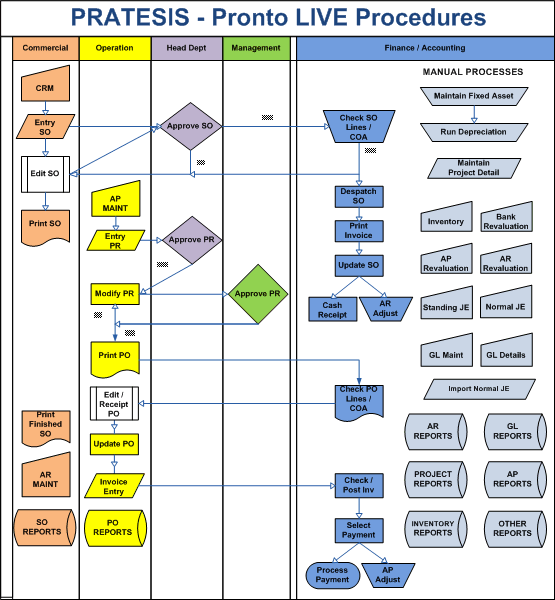 PRATESIS - Pronto LIVE Procedures
Commercial
Operation
Head Dept
Management
Finance / Accounting
CRM
Entry
SO
Edit SO
Print SO
Print
Finished
SO
AR
MAINT
SO
REPORTS
AP
MAINT
Entry
PR
Modify PR
Print PO
Edit /
Receipt
PO
Update PO
Invoice
Entry
PO
REPORTS
Approve SO
Approve PR
Approve PR
Check SO
Lines /
COA
Despatch
SO
Print
Invoice
Update SO
Cash
Receipt
AR
Adjust
Check PO
Lines /
COA
Check /
Post Inv
Select
Payment
Process
Payment
AP
Adjust
MANUAL PROCESSES
Maintain Fixed Asset
Run Depreciation
Maintain
Project Detail
Inventory
Bank
Revaluation
AP
Revaluation
AR
Revaluation
Standing JE
Normal JE
GL Maint
GL Details
Import Normal JE
AR
REPORTS
GL
REPORTS
PROJECT
REPORTS
AP
REPORTS
INVENTORY
REPORTS
OTHER
REPORTS